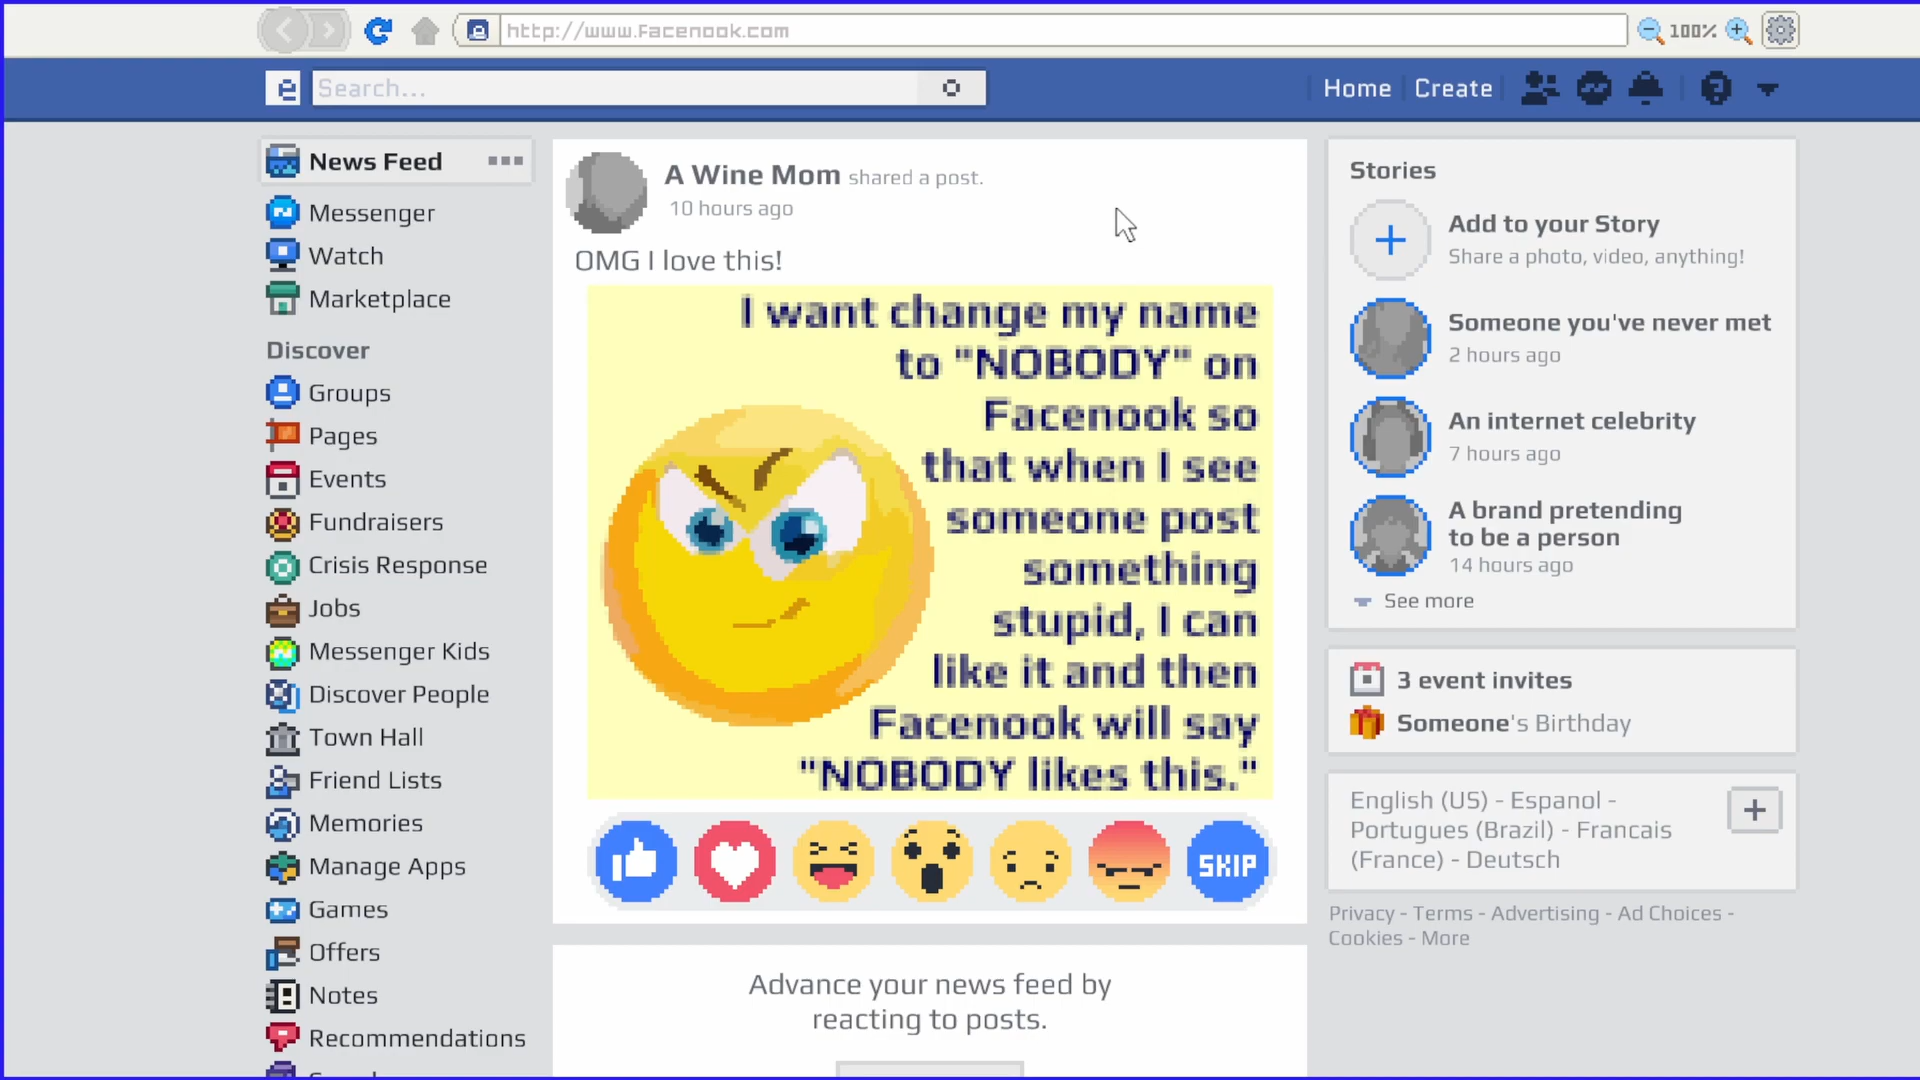 http://www.Facenook.com
100%
Search...
Home
Create
News Feed
Messenger
Watch
Marketplace
Discover
Groups
Pages
Events
Fundraisers
Crisis Response
Jobs
Messenger Kids
Discover People
Town Hall
Friend Lists
Memories
Manage Apps
Games
Offers
Notes
Recommendations
A Wine Mom shared a post.
10 hours ago
OMG I love this!
I want change my name
to "NOBODY" on
Facenook so
that when I see
someone post
something
stupid, I can
like it and then
Facenook will say
"NOBODY likes this."
SKIP
Advance your news feed by
reacting to posts.
Stories
Add to your Story
Share a photo, video, anything!
Someone you've never met
2 hours ago
An internet celebrity
7 hours ago
A brand pretending
to be a person
14 hours ago
See more
3 event invites
Someone's Birthday
English (US) - Espanol -
Portugues (Brazil) - Francais
(France) - Deutsch
Privacy - Terms - Advertising - Ad Choices -
Cookies - More